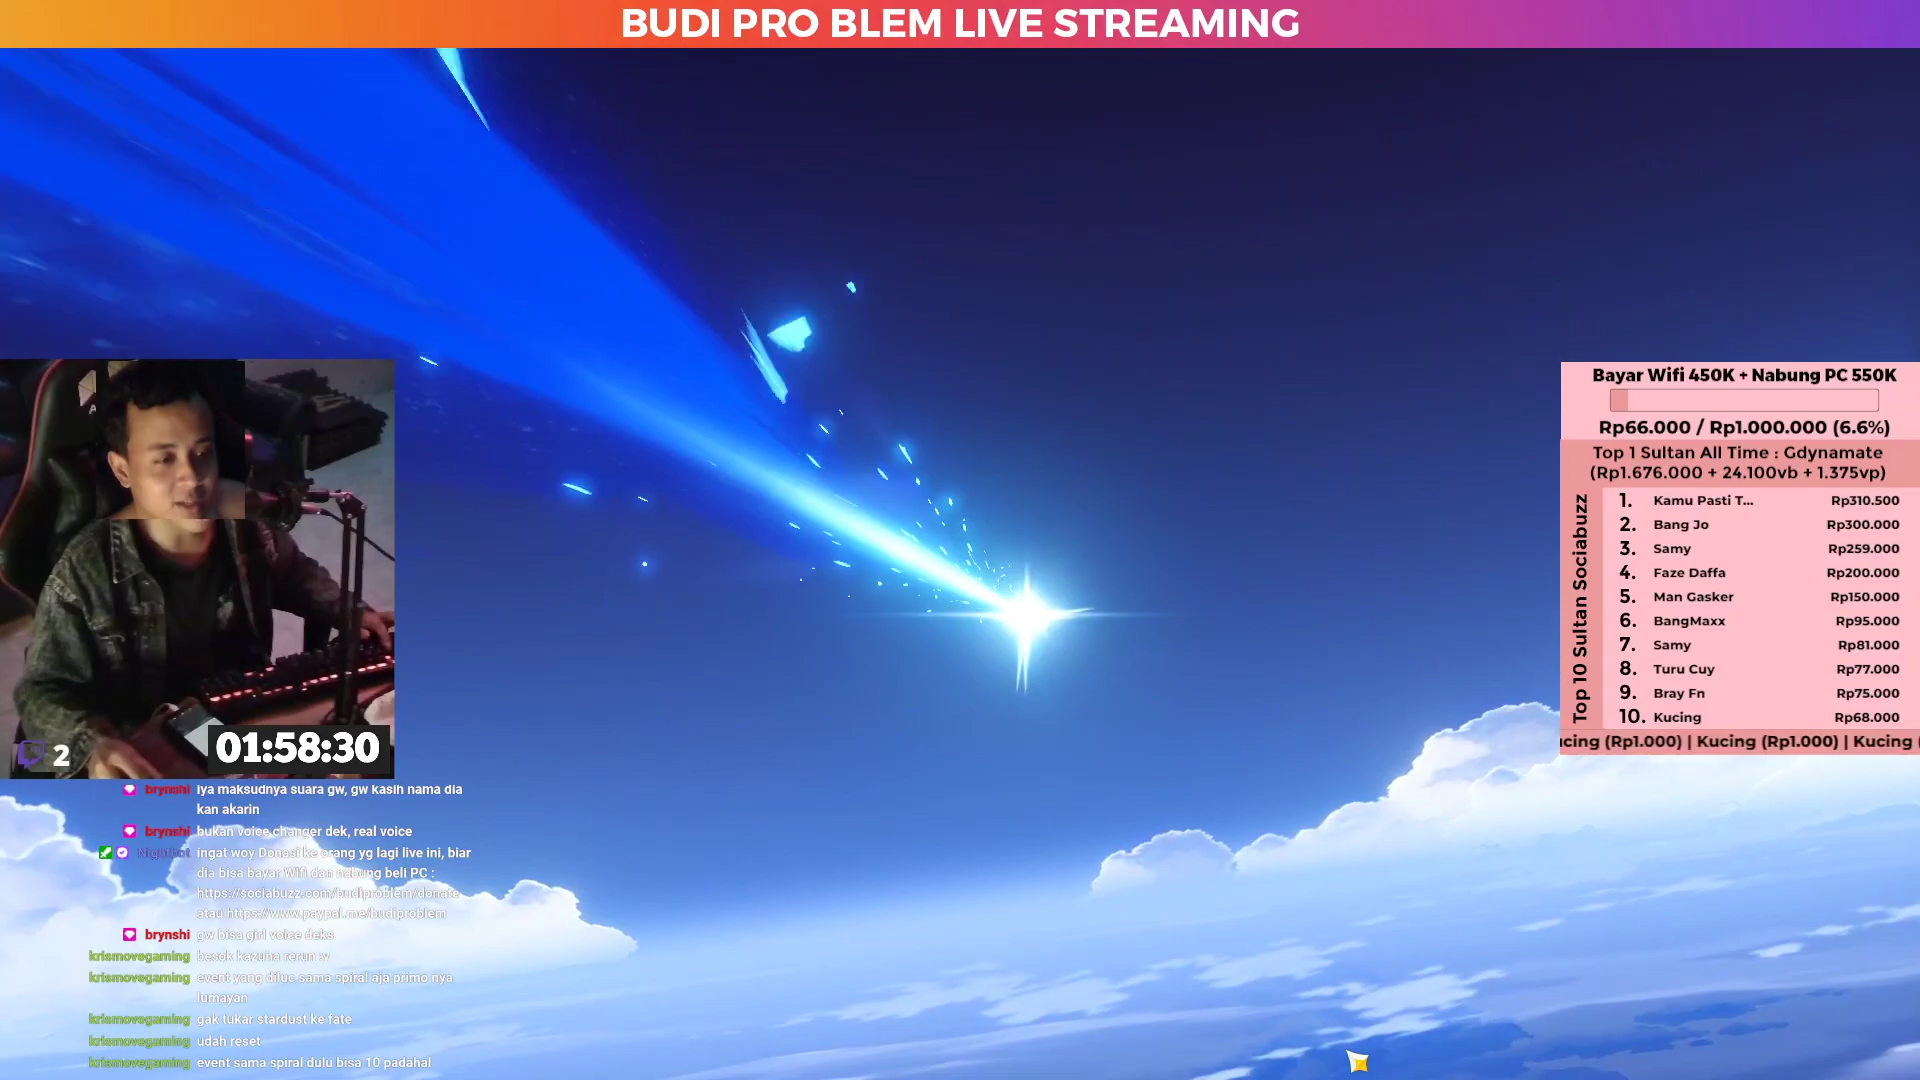 BUDI PRO BLEM LIVE STREAMING
Bayar Wifi 450K + Nabung PC 550K
Rp66.000 / Rp1.000.000 (6.6%)
Top 1 Sultan All Time : Gdynamate
(Rp1.676.000 + 24.100vb + 1.375vp)
Top 10 Sultan Sociabuzz
1. Kamu Pasti T... Rp310.500
2. Bang Jo Rp300.000
3. Samy Rp259.000
4. Faze Daffa Rp200.000
5. Man Gasker Rp150.000
6. BangMaxx Rp95.000
7. Samy Rp81.000
8. Turu Cuy Rp77.000
9. Bray Fn Rp75.000
10. Kucing Rp68.000
ucing (Rp1.000) | Kucing (Rp1.000) | Kucing (
2
01:58:30
brynshi iya maksudnya suara gw, gw kasih nama dia
kan akarin
brynshi bukan voice changer dek, real voice
Nightbot ingat woy Donasi ke orang yg lagi live ini, biar
dia bisa bayar Wifi dan nabung beli PC :
https://sociabuzz.com/budiproblem/donate
atau https://www.paypal.me/budiproblem
brynshi gw bisa girl voice deks
krismovegaming besok kazuha rerun :v
krismovegaming event yang diluc sama spiral aja primo nya
lumayan
krismovegaming gak tukar stardust ke fate
krismovegaming udah reset
krismovegaming event sama spiral dulu bisa 10 padahal